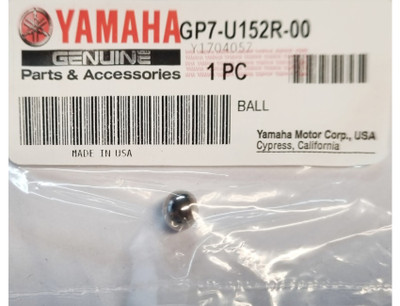 YAMAHA GP7-U152R-00
Y1704057
GENUINE
Parts & Accessories
1 PC
BALL
Yamaha Motor Corp., USA
Cypress, California
MADE IN USA